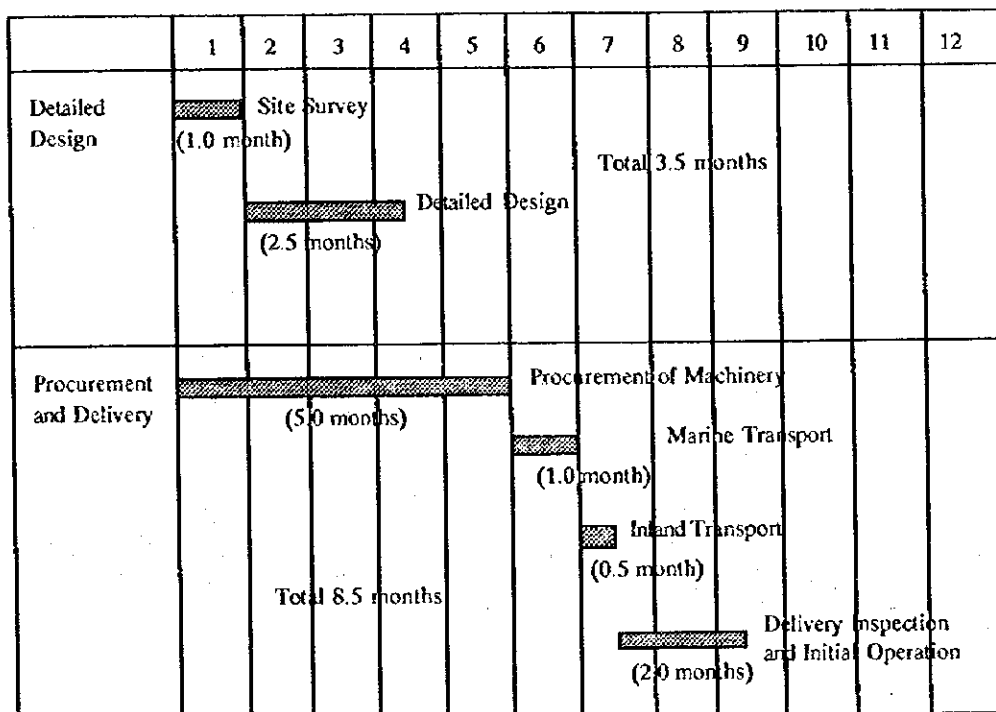 1 2 3 4 5 6 7 8 9 10 11 12
Detailed
Design
Site Survey
(1.0 month)
Total 3.5 months
Detailed Design
(2.5 months)
Procurement
and Delivery
Procurement of Machinery
(5.0 months)
Marine Transport
(1.0 month)
Inland Transport
(0.5 month)
Total 8.5 months
Delivery Inspection
and Initial Operation
(2.0 months)